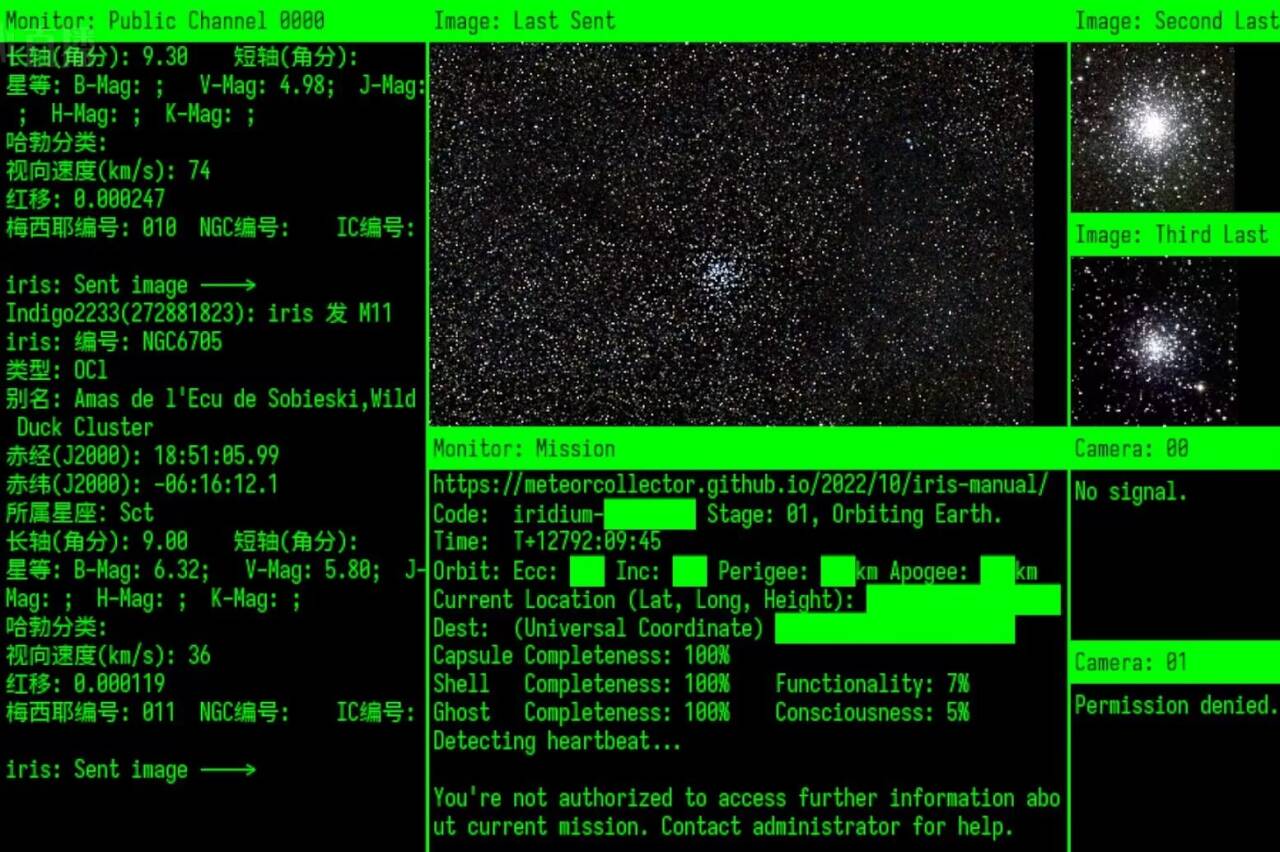 Monitor: Public Channel 0000
长轴(角分): 9.30    短轴(角分):
星等: B-Mag: ;   V-Mag: 4.98;  J-Mag:
;  H-Mag: ;  K-Mag: ;
哈勃分类:
视向速度(km/s): 74
红移: 0.000247
梅西耶编号: 010  NGC编号:    IC编号:
iris: Sent image ——>
Indigo2233(272881823): iris 发 M11
iris: 编号: NGC6705
类型: OCl
别名: Amas de l'Ecu de Sobieski,Wild
Duck Cluster
赤经(J2000): 18:51:05.99
赤纬(J2000): -06:16:12.1
所属星座: Sct
长轴(角分): 9.00    短轴(角分):
星等: B-Mag: 6.32;   V-Mag: 5.80;  J-
Mag: ;  H-Mag: ;  K-Mag: ;
哈勃分类:
视向速度(km/s): 36
红移: 0.000119
梅西耶编号: 011  NGC编号:    IC编号:
iris: Sent image ——>
Image: Last Sent
Monitor: Mission
https://meteorcollector.github.io/2022/10/iris-manual/
Code:  iridium-         Stage: 01, Orbiting Earth.
Time:  T+12792:09:45
Orbit: Ecc:     Inc:     Perigee:    km Apogee:    km
Current Location (Lat, Long, Height):
Dest:  (Universal Coordinate)
Capsule Completeness: 100%
Shell   Completeness: 100%    Functionality: 7%
Ghost   Completeness: 100%    Consciousness: 5%
Detecting heartbeat...
You're not authorized to access further information abo
ut current mission. Contact administrator for help.
Image: Second Last
Image: Third Last
Camera: 00
No signal.
Camera: 01
Permission denied.